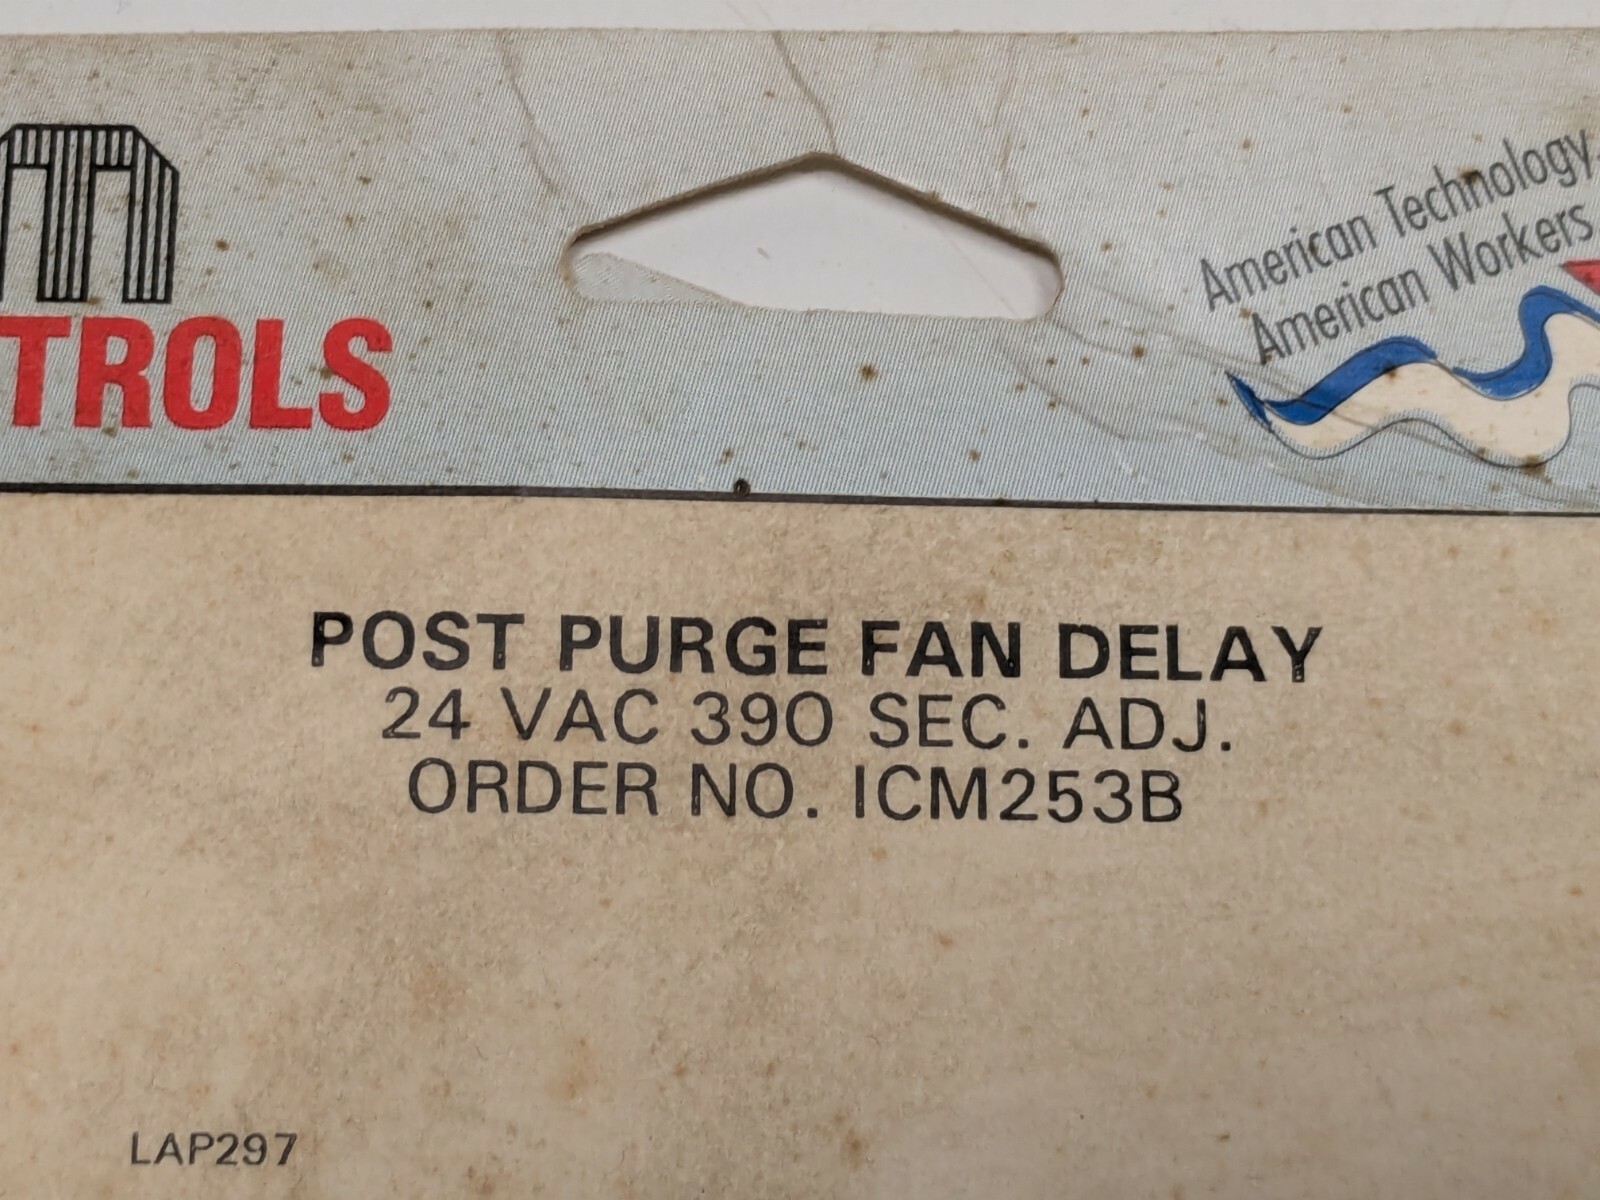 TROLS
American Technology
American Workers
POST PURGE FAN DELAY
24 VAC 390 SEC. ADJ.
ORDER NO. ICM253B
LAP297